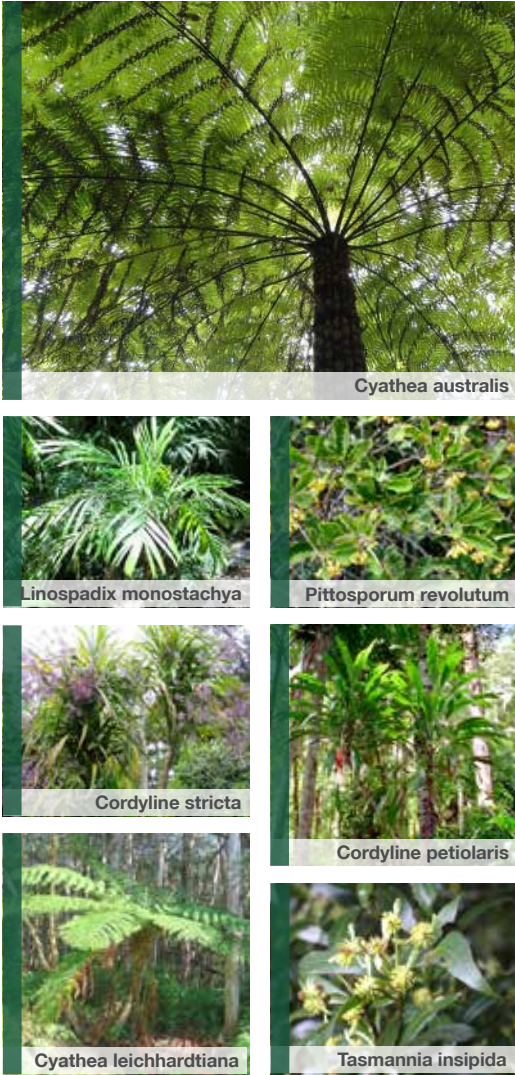 Cyathea australis
Linospadix monostachya
Pittosporum revolutum
Cordyline stricta
Cordyline petiolaris
Cyathea leichhardtiana
Tasmannia insipida